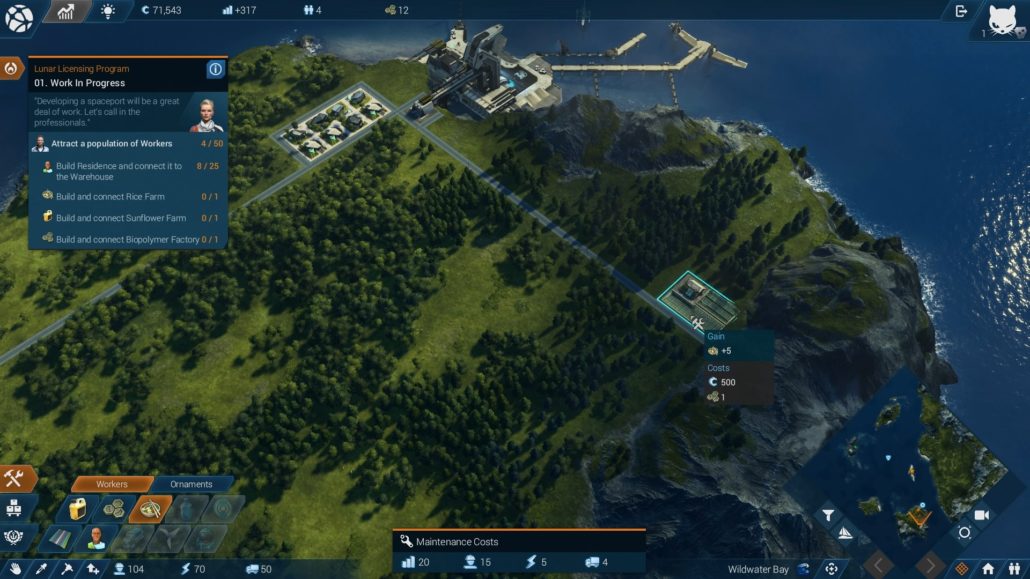 71,543
+317
4
12
1
Lunar Licensing Program
01. Work In Progress
"Developing a spaceport will be a great
deal of work. Let's call in the
professionals."
Attract a population of Workers 4 / 50
Build Residence and connect it to 8 / 25
the Warehouse
Build and connect Rice Farm 0 / 1
Build and connect Sunflower Farm 0 / 1
Build and connect Biopolymer Factory 0 / 1
Gain
+5
Costs
500
1
Workers
Ornaments
Maintenance Costs
20
15
5
4
104
70
50
Wildwater Bay